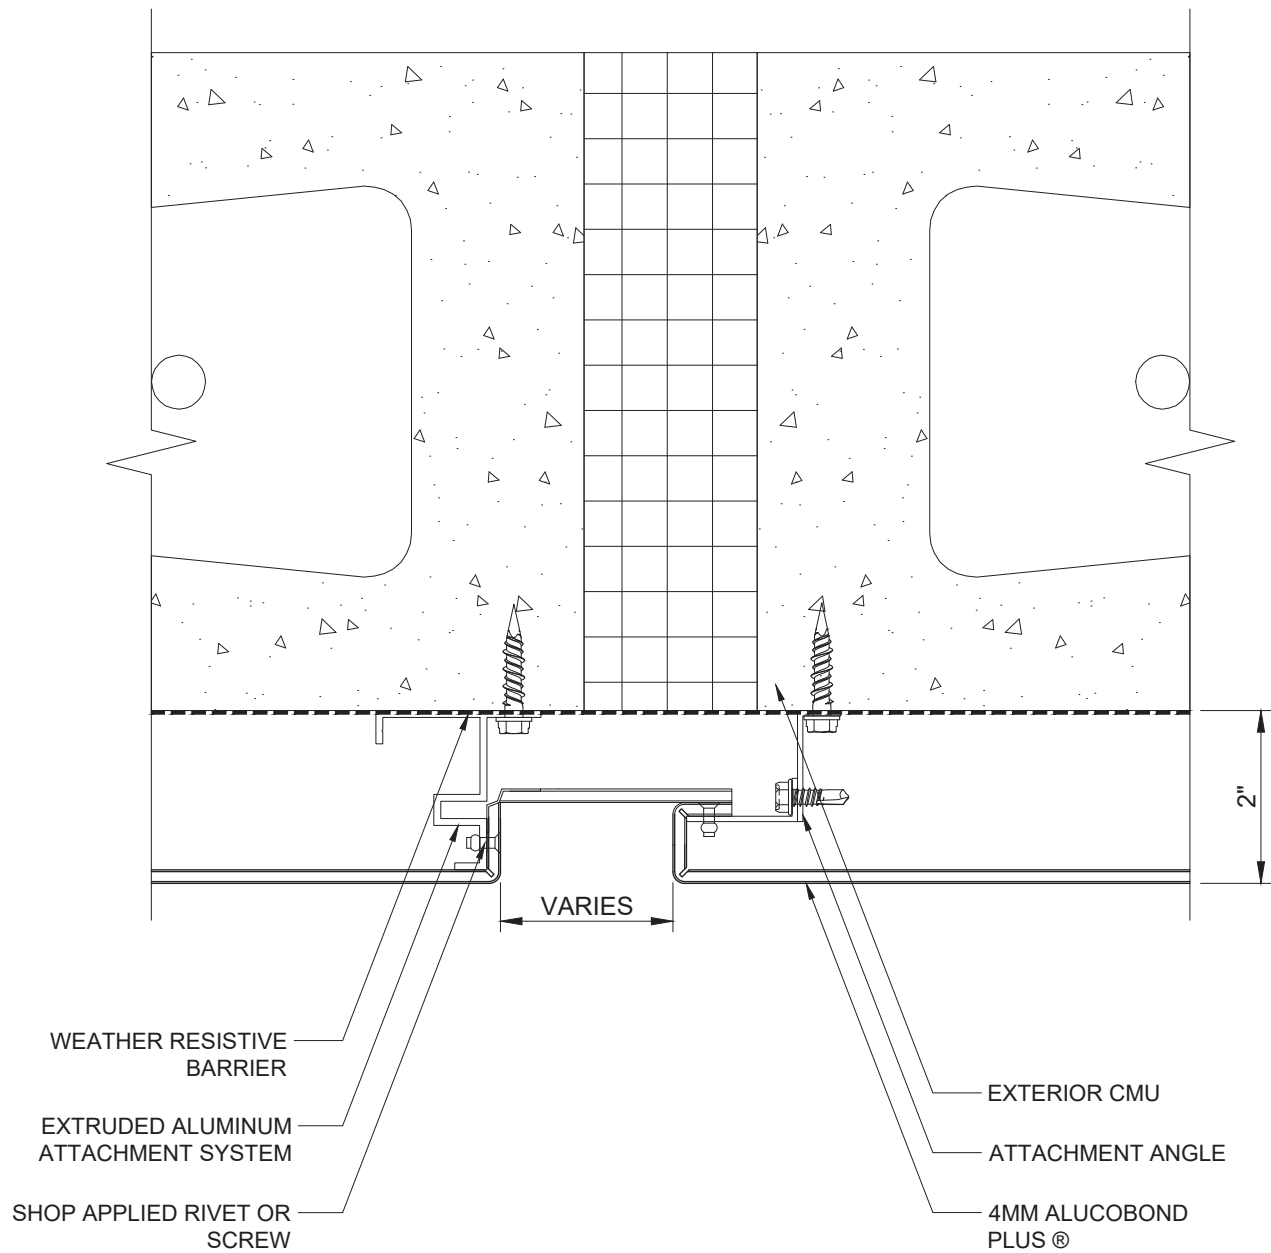 2"
VARIES
WEATHER RESISTIVE
BARRIER
EXTRUDED ALUMINUM
ATTACHMENT SYSTEM
SHOP APPLIED RIVET OR
SCREW
EXTERIOR CMU
ATTACHMENT ANGLE
4MM ALUCOBOND
PLUS ®